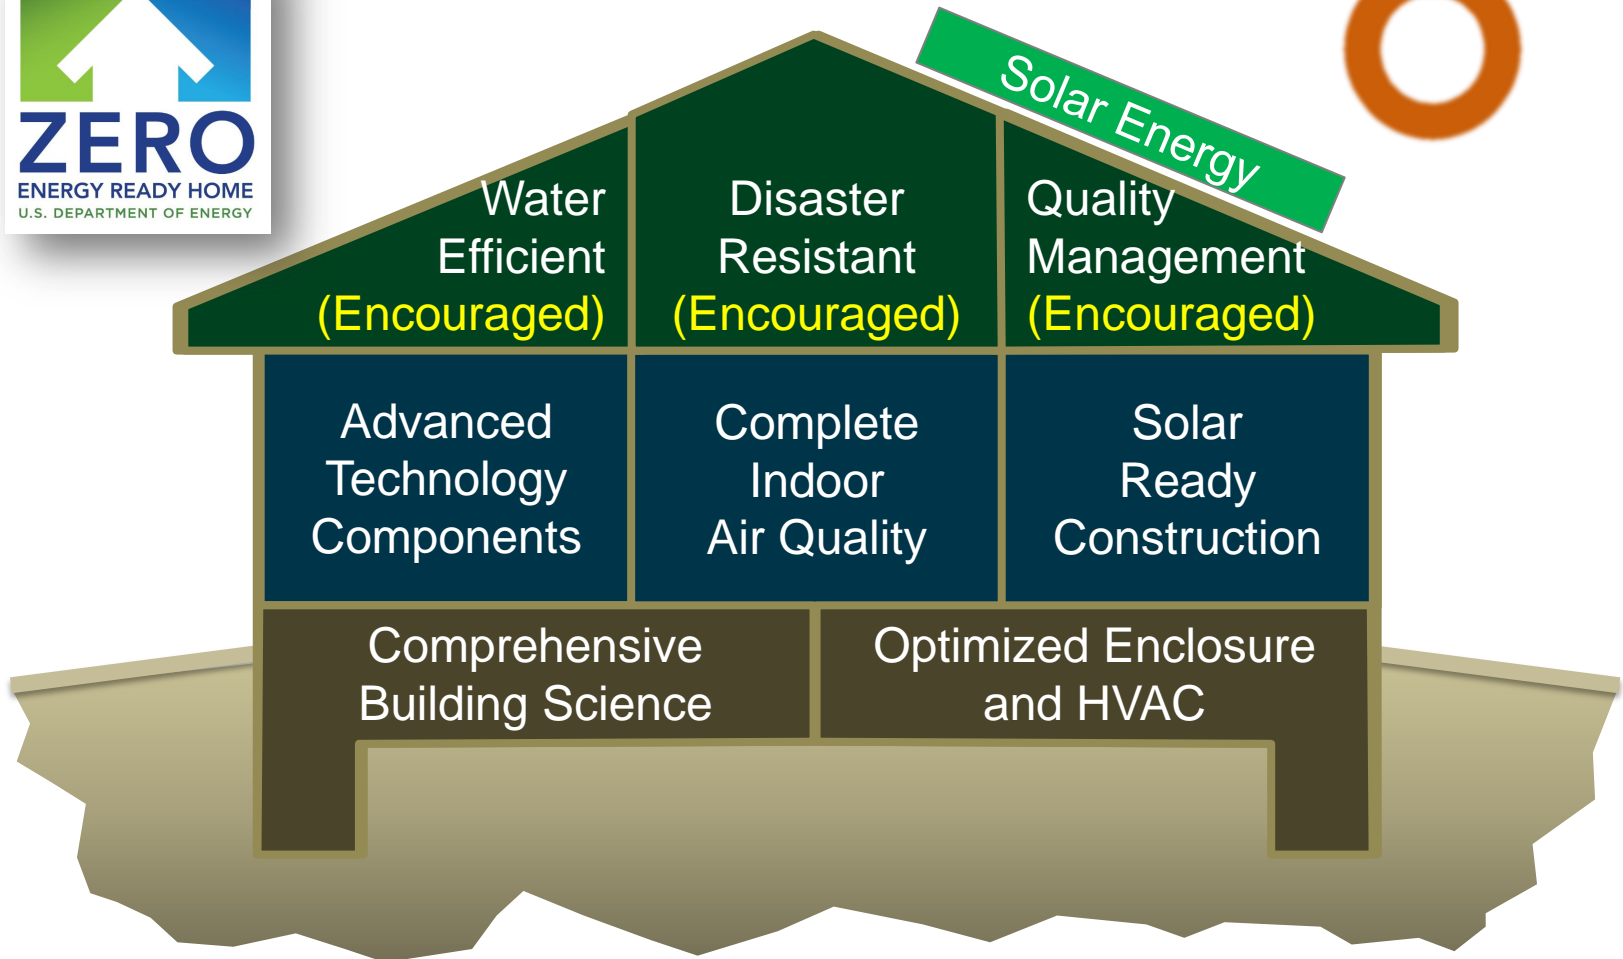 ZERO
ENERGY READY HOME
U.S. DEPARTMENT OF ENERGY
Solar Energy
Water
Efficient
(Encouraged)
Disaster
Resistant
(Encouraged)
Quality
Management
(Encouraged)
Advanced
Technology
Components
Complete
Indoor
Air Quality
Solar
Ready
Construction
Comprehensive
Building Science
Optimized Enclosure
and HVAC